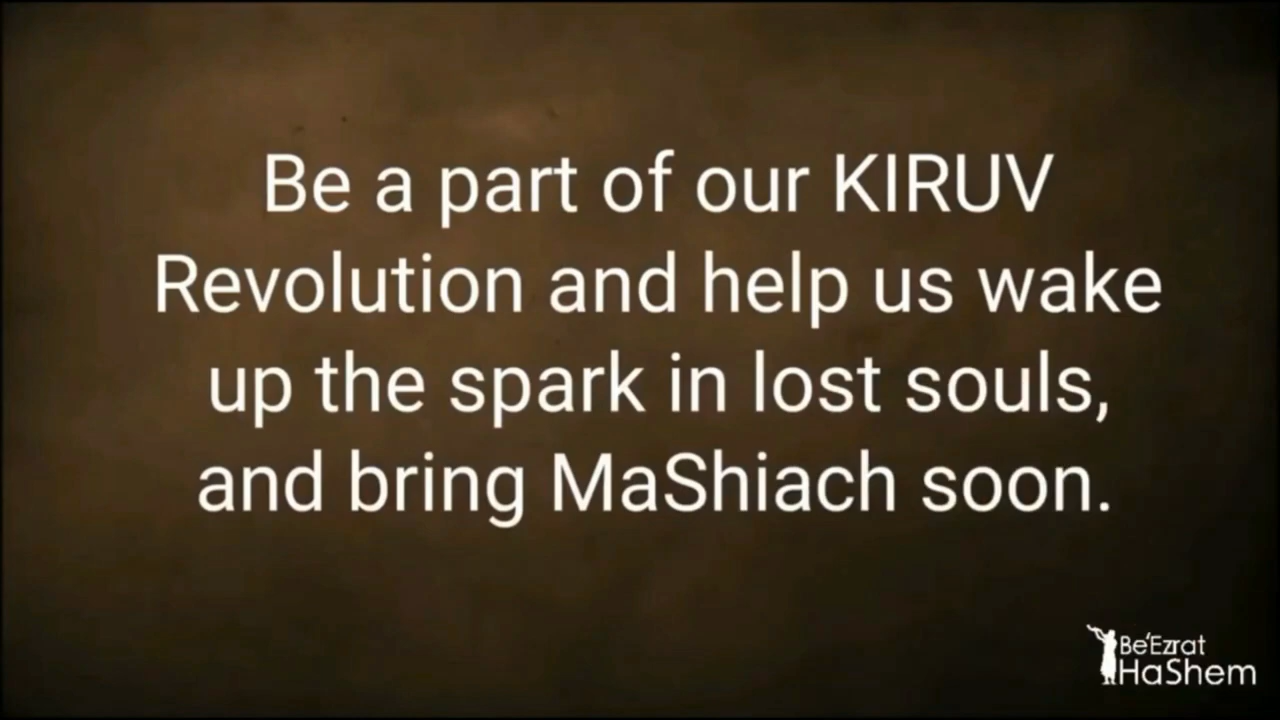 Be a part of our KIRUV
Revolution and help us wake
up the spark in lost souls,
and bring MaShiach soon.
Be'Ezrat
HaShem